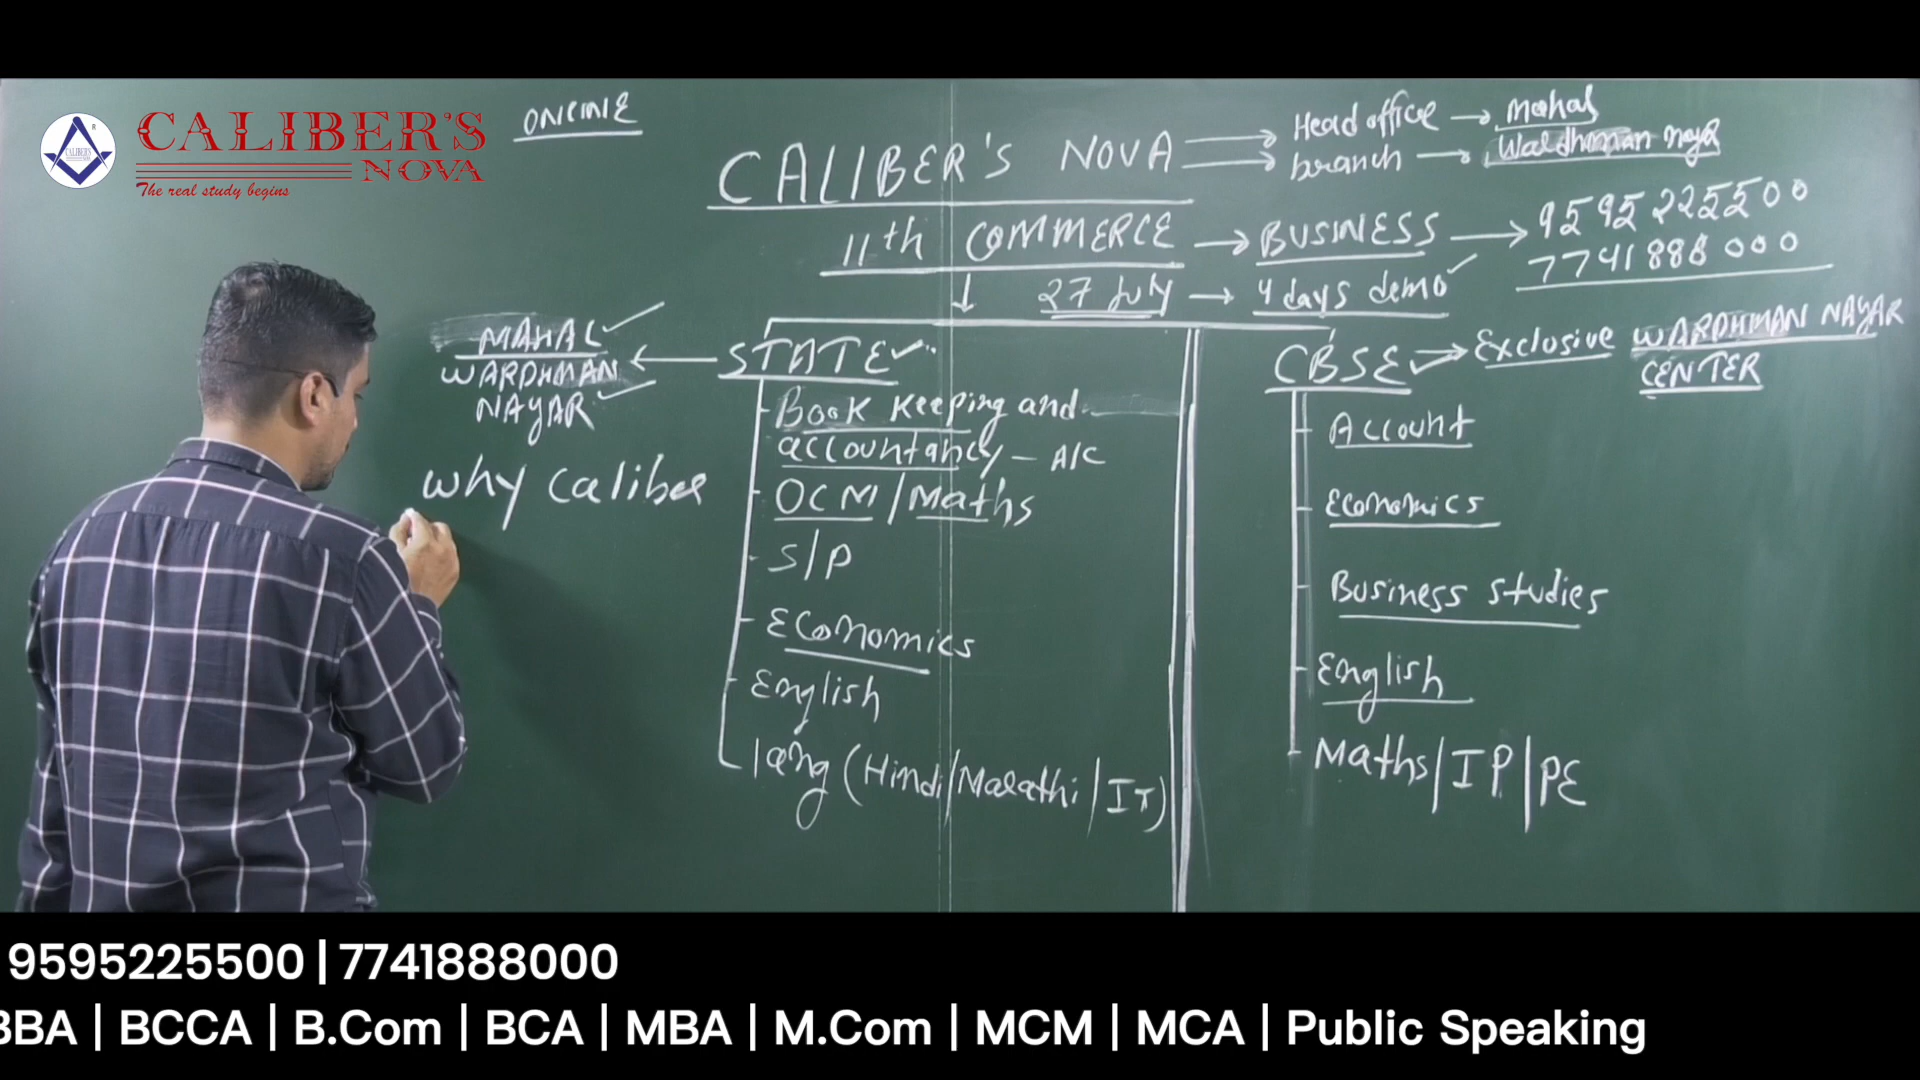 CALIBER'S
NOVA
The real study begins
ONLINE
CALIBER'S NOVA
Head office → Mahal
branch → Wardhaman nagar
11th COMMERCE → BUSINESS → 9595225500
7741888000
27 July → 4 days demo ✓
MAHAL ✓
WARDHMAN
NAGAR ✓
why caliber
STATE ✓
Book Keeping and
accountancy - A/C
OCM/Maths
S/P
Economics
English
lang (Hindi/Marathi/IT)
CBSE ✓ → Exclusive WARDHMAN NAGAR
CENTER
Account
Economics
Business studies
English
Maths/IP/PE
9595225500 | 7741888000
BBA | BCCA | B.Com | BCA | MBA | M.Com | MCM | MCA | Public Speaking